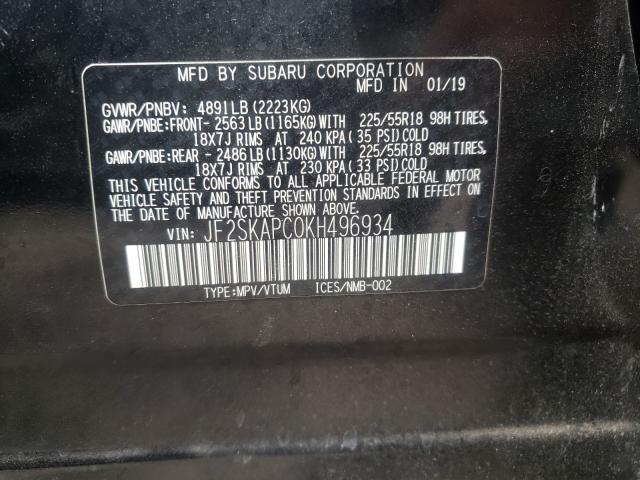 MFD BY SUBARU CORPORATION
MFD IN 01/19
GVWR/PNBV: 4891LB(2223KG)
GAWR/PNBE:FRONT-2563LB(1165KG)WITH 225/55R18 98H TIRES,
18X7J RIMS AT 240 KPA(35 PSI)COLD
GAWR/PNBE:REAR -2486LB(1130KG)WITH 225/55R18 98H TIRES,
18X7J RIMS AT 230 KPA(33 PSI)COLD
THIS VEHICLE CONFORMS TO ALL APPLICABLE FEDERAL MOTOR
VEHICLE SAFETY AND THEFT PREVENTION STANDARDS
IN EFFECT ON THE DATE OF MANUFACTURE SHOWN ABOVE.
VIN: JF2SKAPC0KH496934
TYPE:MPV/VTUM ICES/NMB-002